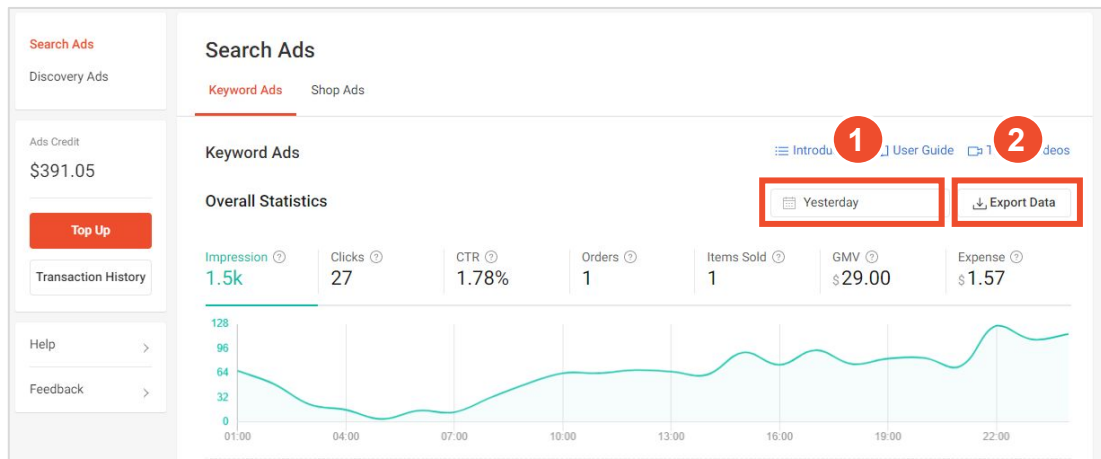 Search Ads
Discovery Ads
Ads Credit
$391.05
Top Up
Transaction History
Help
Feedback
Search Ads
Keyword Ads Shop Ads
Keyword Ads
1
2
User Guide
Overall Statistics
Yesterday
Export Data
Impression Clicks CTR Orders Items Sold GMV Expense
1.5k 27 1.78% 1 1 $29.00 $1.57
128
96
64
32
0
01:00 04:00 07:00 10:00 13:00 16:00 19:00 22:00